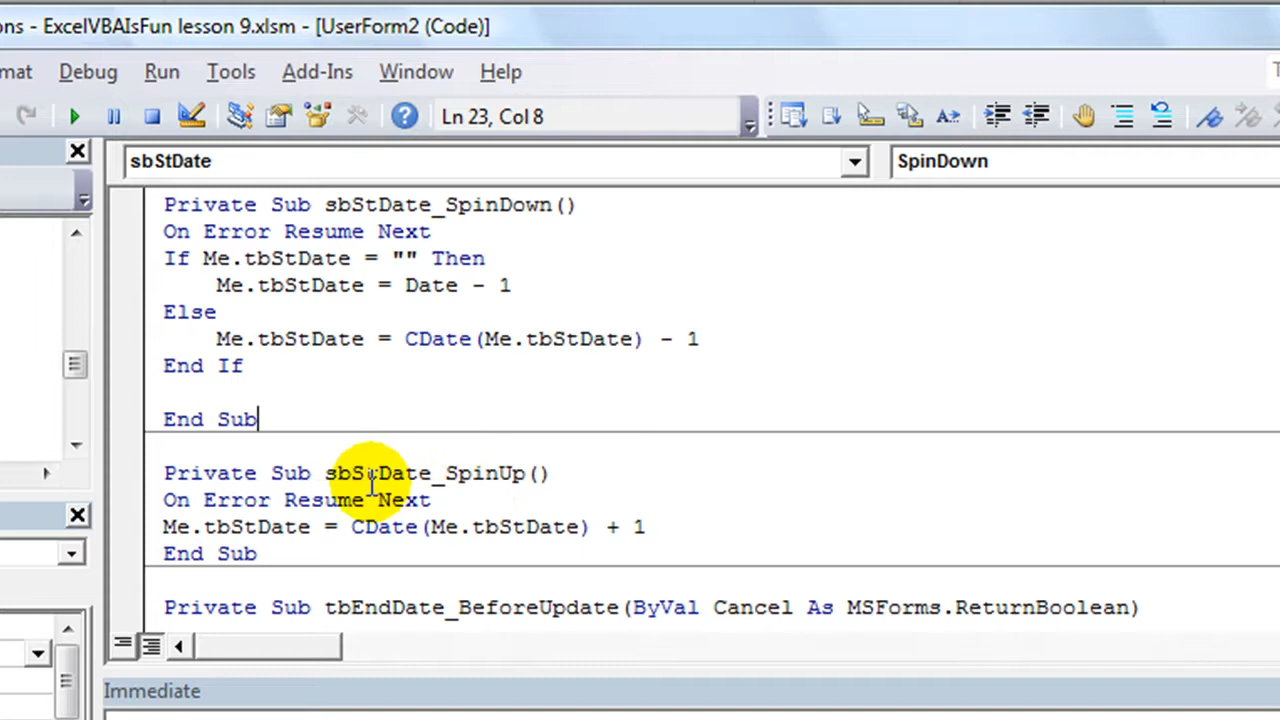 ons - ExcelVBAIsFun lesson 9.xlsm - [UserForm2 (Code)]
mat Debug Run Tools Add-Ins Window Help
Ln 23, Col 8
sbStDate SpinDown
Private Sub sbStDate_SpinDown()
On Error Resume Next
If Me.tbStDate = "" Then
    Me.tbStDate = Date - 1
Else
    Me.tbStDate = CDate(Me.tbStDate) - 1
End If
End Sub
Private Sub sbStDate_SpinUp()
On Error Resume Next
Me.tbStDate = CDate(Me.tbStDate) + 1
End Sub
Private Sub tbEndDate_BeforeUpdate(ByVal Cancel As MSForms.ReturnBoolean)
Immediate